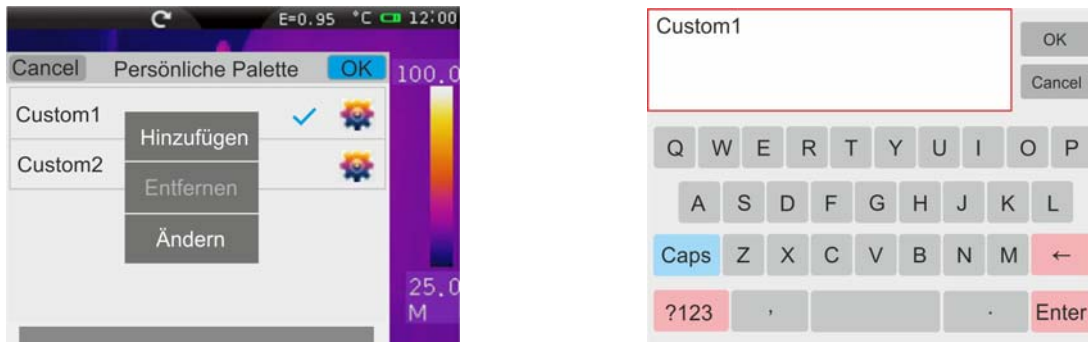 E=0.95 °C 12:00
Cancel Persönliche Palette OK
100.0
Custom1
Hinzufügen
Custom2
Entfernen
Ändern
25.0
M
Custom1
OK
Cancel
Q W E R T Y U I O P
A S D F G H J K L
Caps Z X C V B N M ←
?123 , . Enter